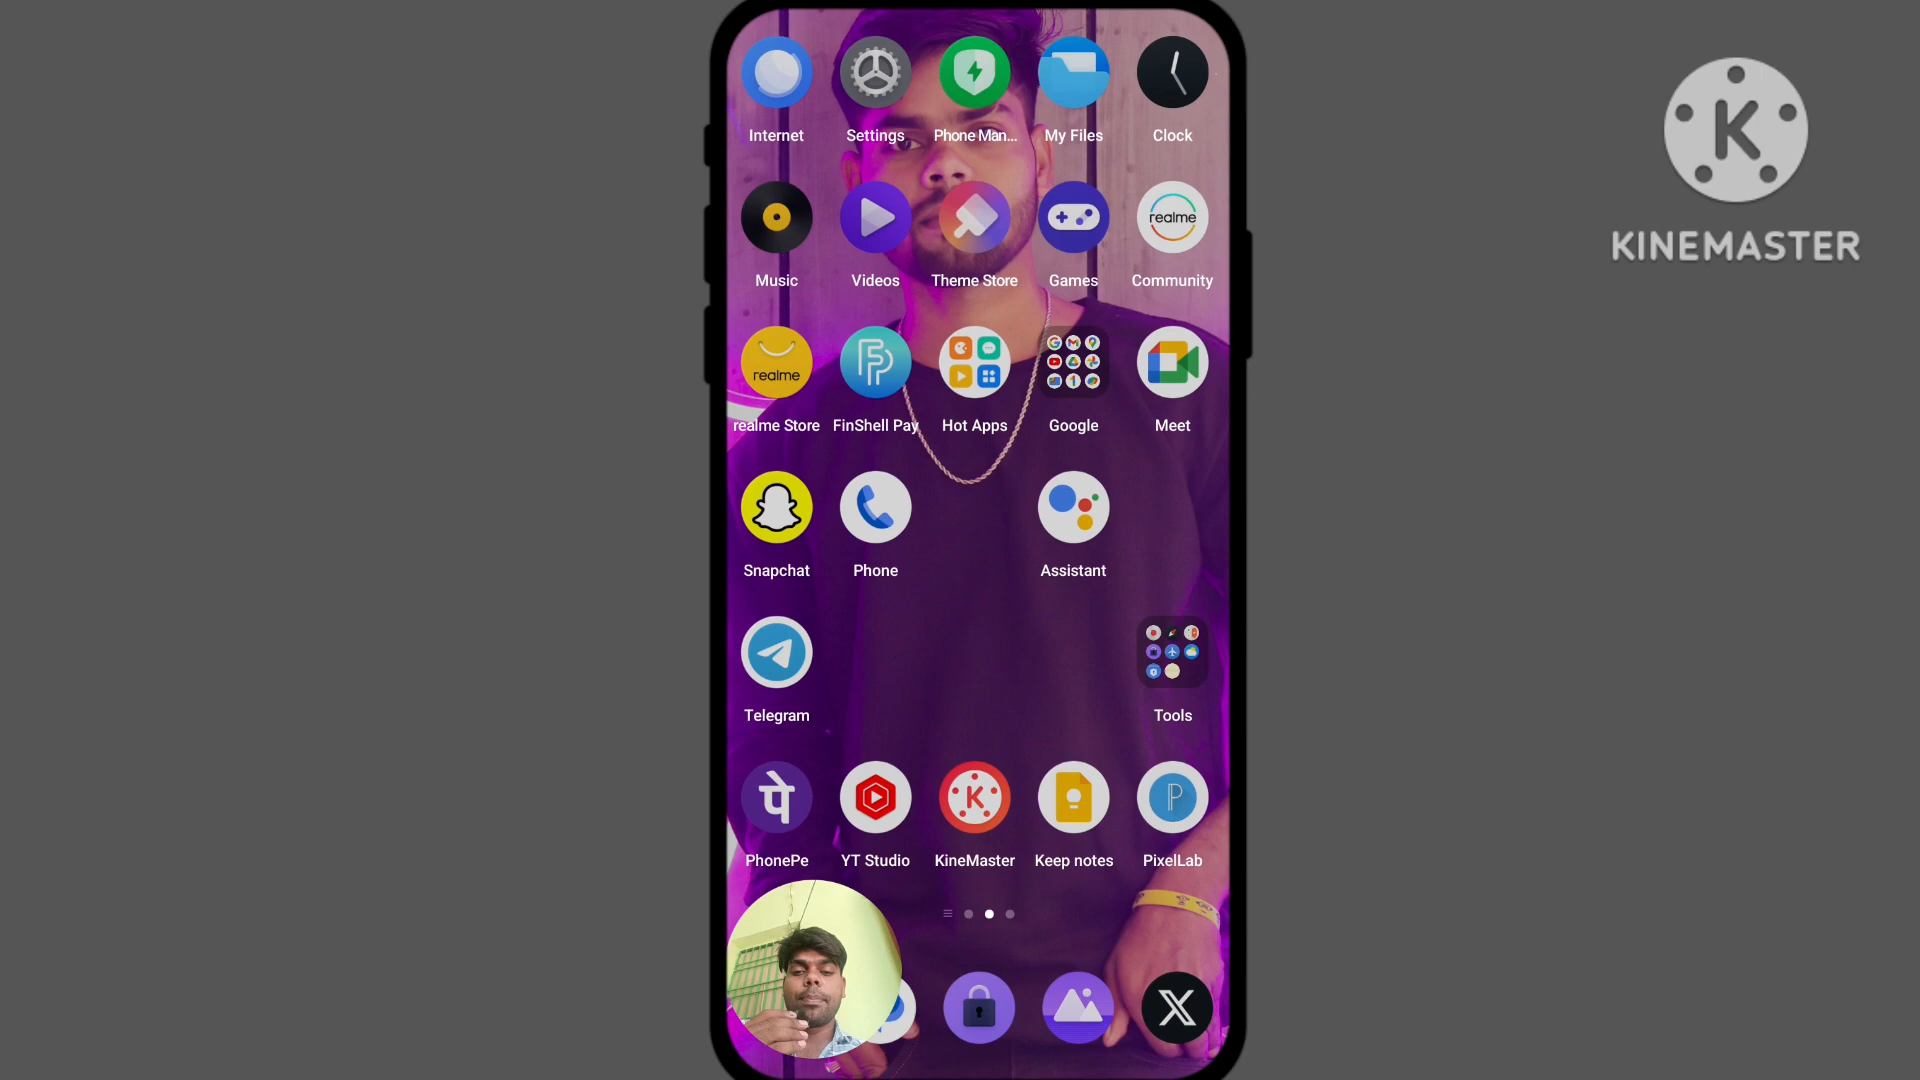 Internet Settings Phone Man... My Files Clock
K
KINEMASTER
realme
Music Videos Theme Store Games Community
realme
realme Store FinShell Pay Hot Apps Google Meet
Snapchat Phone Assistant
Telegram Tools
पे K P
PhonePe YT Studio KineMaster Keep notes PixelLab
X